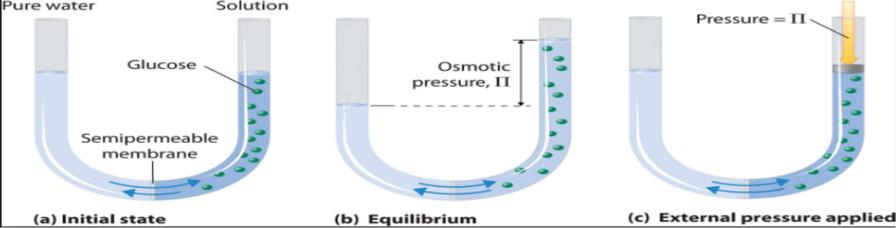 Pure water
Solution
Glucose
Semipermeable
membrane
(a) Initial state
Osmotic
pressure, Π
(b) Equilibrium
Pressure = Π
(c) External pressure applied